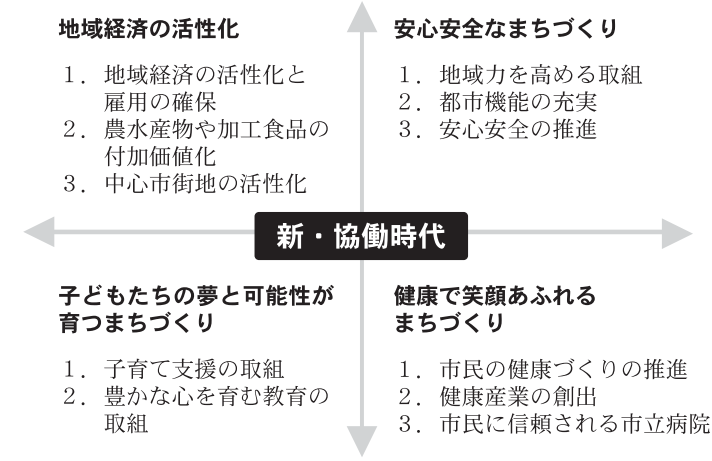 地域経済の活性化
１．地域経済の活性化と
雇用の確保
２．農水産物や加工食品の
付加価値化
３．中心市街地の活性化
安心安全なまちづくり
１．地域力を高める取組
２．都市機能の充実
３．安心安全の推進
新・協働時代
子どもたちの夢と可能性が
育つまちづくり
１．子育て支援の取組
２．豊かな心を育む教育の
取組
健康で笑顔あふれる
まちづくり
１．市民の健康づくりの推進
２．健康産業の創出
３．市民に信頼される市立病院